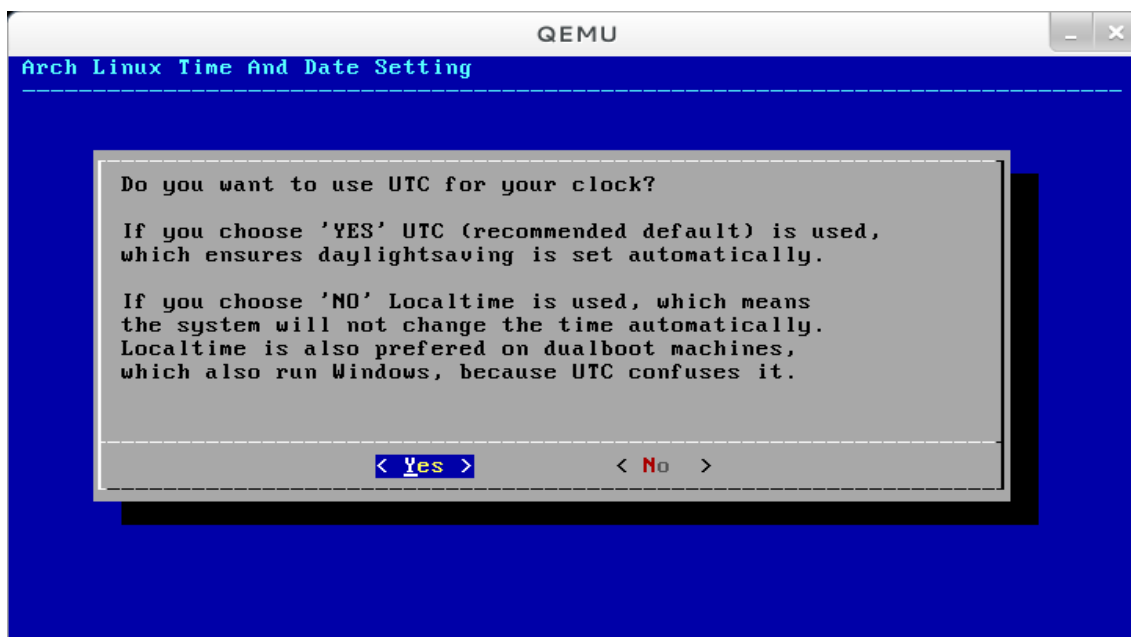 QEMU
Arch Linux Time And Date Setting
Do you want to use UTC for your clock?
If you choose 'YES' UTC (recommended default) is used,
which ensures daylightsaving is set automatically.
If you choose 'NO' Localtime is used, which means
the system will not change the time automatically.
Localtime is also prefered on dualboot machines,
which also run Windows, because UTC confuses it.
< Yes > < No >